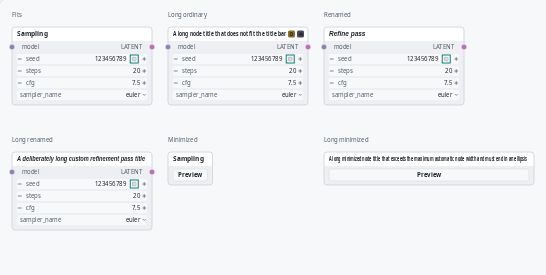 Fits
Long ordinary
Renamed
Sampling
A long node title that does not fit the title bar
Refine pass
model LATENT
model LATENT
model LATENT
seed 123456789
seed 123456789
seed 123456789
steps 20
steps 20
steps 20
cfg 7.5
cfg 7.5
cfg 7.5
sampler_name euler
sampler_name euler
sampler_name euler
Long renamed
Minimized
Long minimized
A deliberately long custom refinement pass title
Sampling
A long minimized node title that exceeds the maximum automatic node width and must end in an ellipsis
model LATENT
Preview
Preview
seed 123456789
steps 20
cfg 7.5
sampler_name euler